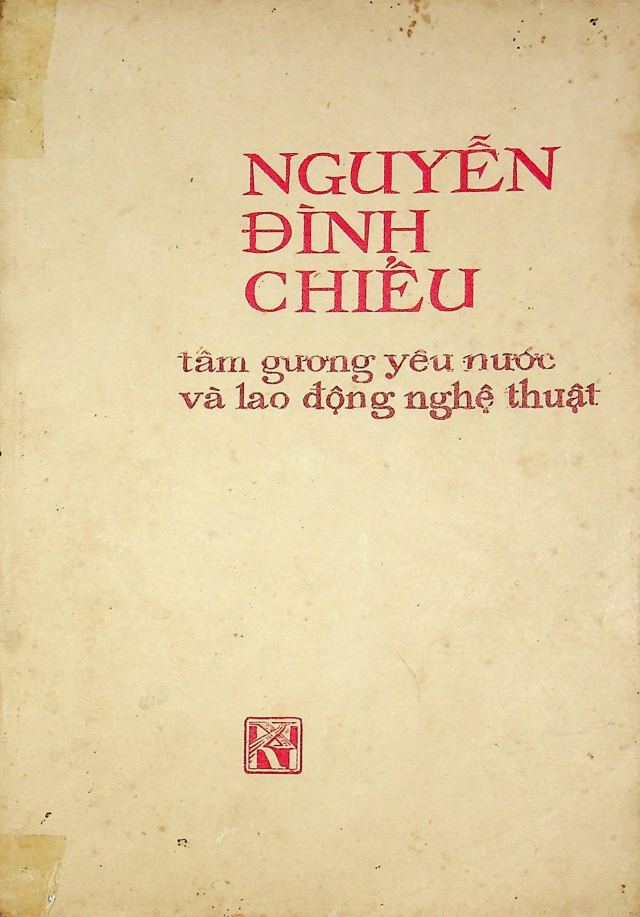 NGUYỄN
ĐÌNH
CHIỂU
tấm gương yêu nước
và lao động nghệ thuật